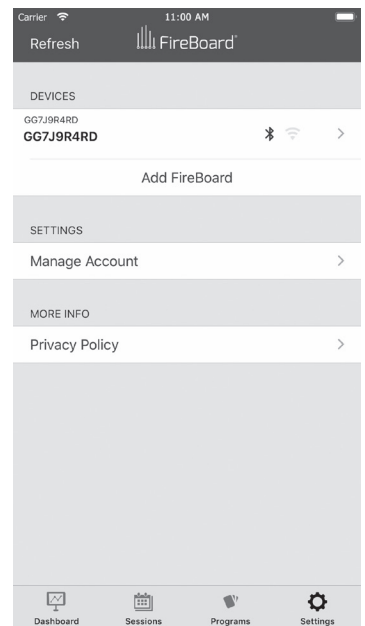 Carrier 11:00 AM
Refresh FireBoard
DEVICES
GG7J9R4RD
GG7J9R4RD
Add FireBoard
SETTINGS
Manage Account
MORE INFO
Privacy Policy
Dashboard Sessions Programs Settings